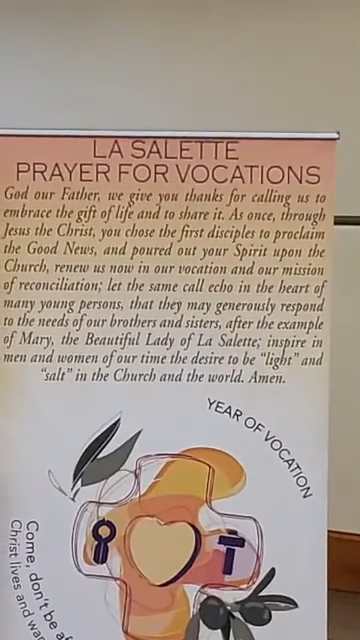 LA SALETTE
PRAYER FOR VOCATIONS
God our Father, we give you thanks for calling us to
embrace the gift of life and to share it. As once, through
Jesus the Christ, you chose the first disciples to proclaim
the Good News, and poured out your Spirit upon the
Church, renew us now in our vocation and our mission
of reconciliation; let the same call echo in the heart of
many young persons, that they may generously respond
to the needs of our brothers and sisters, after the example
of Mary, the Beautiful Lady of La Salette; inspire in
men and women of our time the desire to be “light” and
“salt” in the Church and the world. Amen.
YEAR OF VOCATION
Come, don't be
Christ lives and